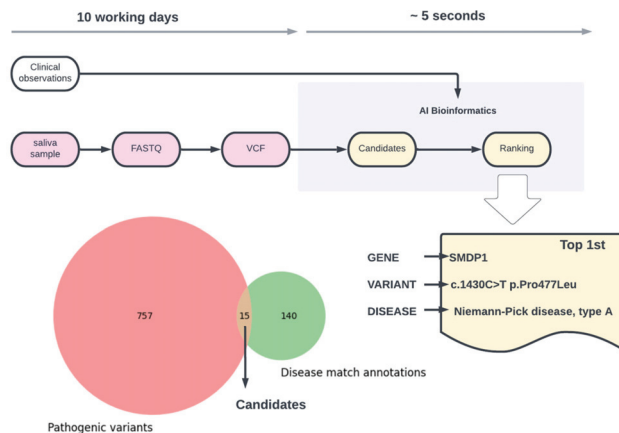 10 working days
~ 5 seconds
Clinical
observations
AI Bioinformatics
saliva
sample
FASTQ
VCF
Candidates
Ranking
Top 1st
GENE
SMDP1
VARIANT
c.1430C>T p.Pro477Leu
DISEASE
Niemann-Pick disease, type A
757
15
140
Disease match annotations
Candidates
Pathogenic variants